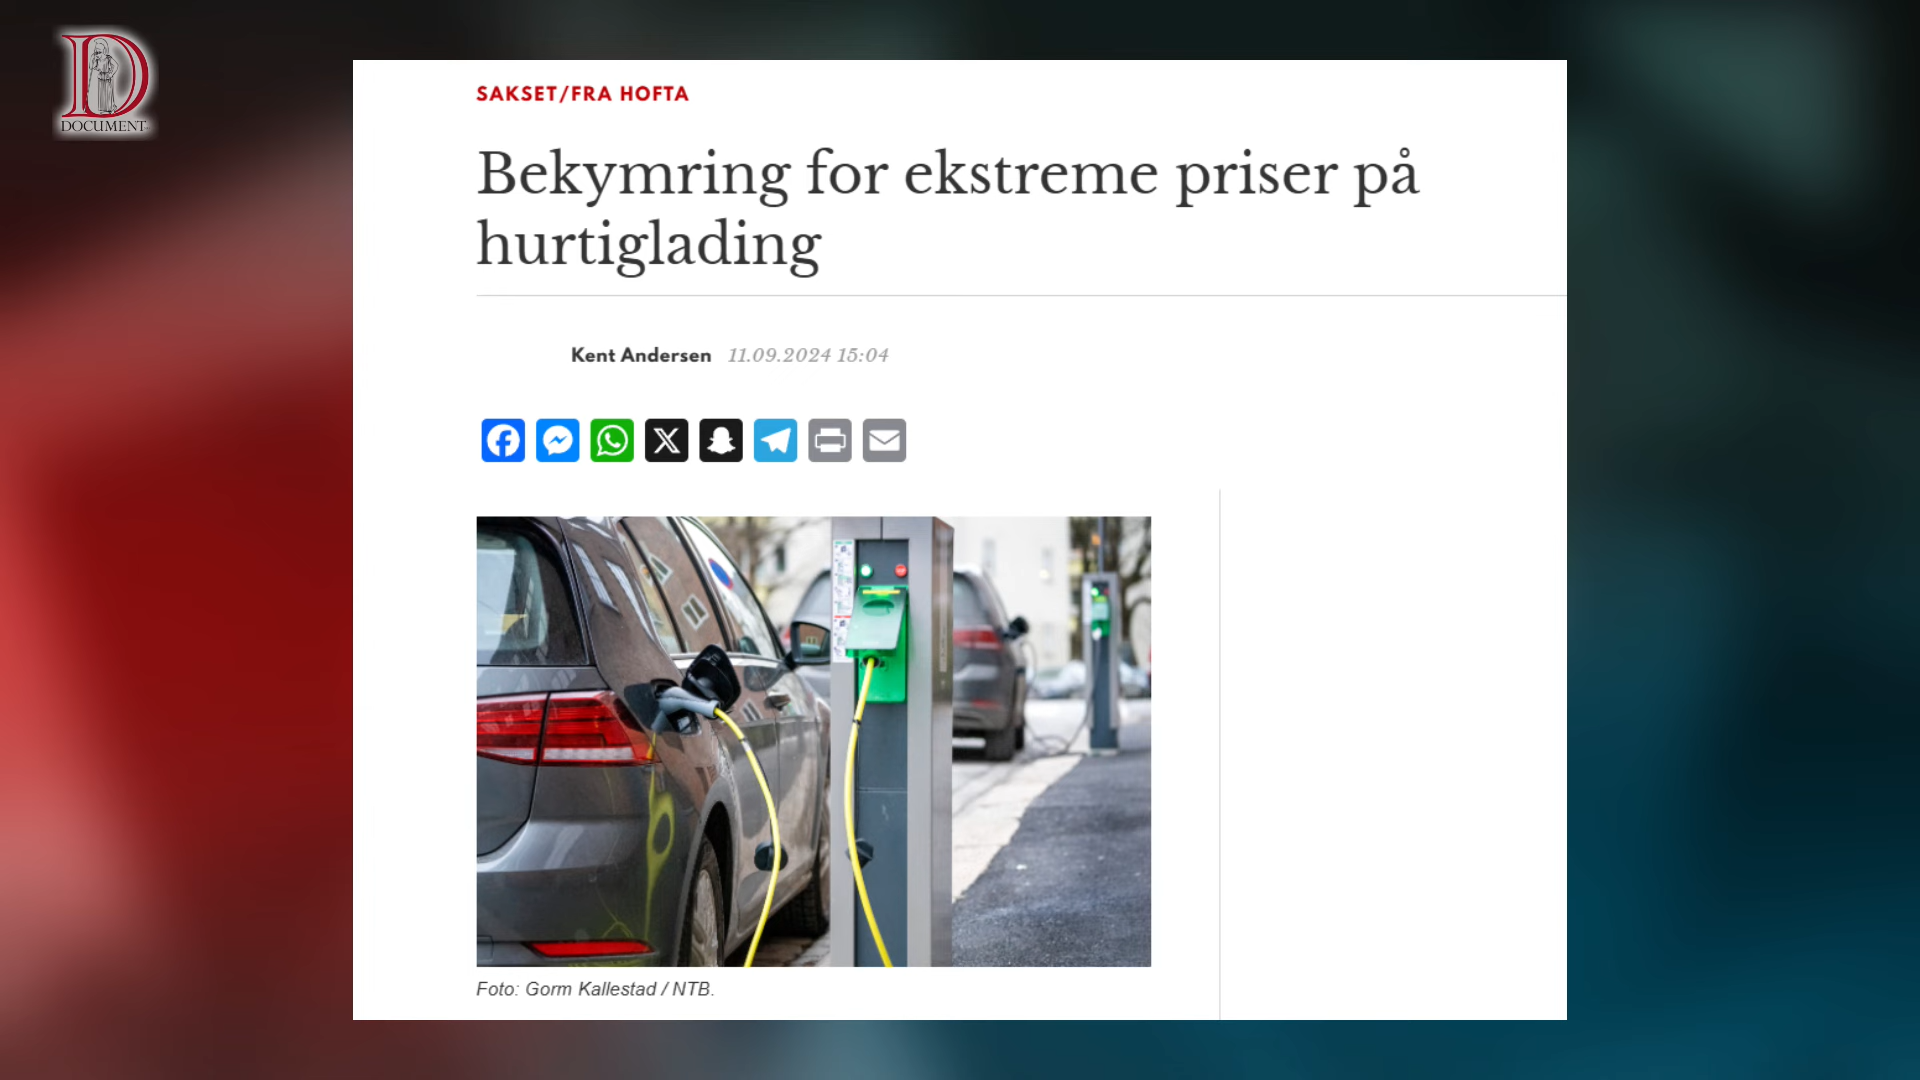 DOCUMENT
SAKSET/FRA HOFTA
Bekymring for ekstreme priser på
hurtiglading
Kent Andersen 11.09.2024 15:04
Foto: Gorm Kallestad / NTB.